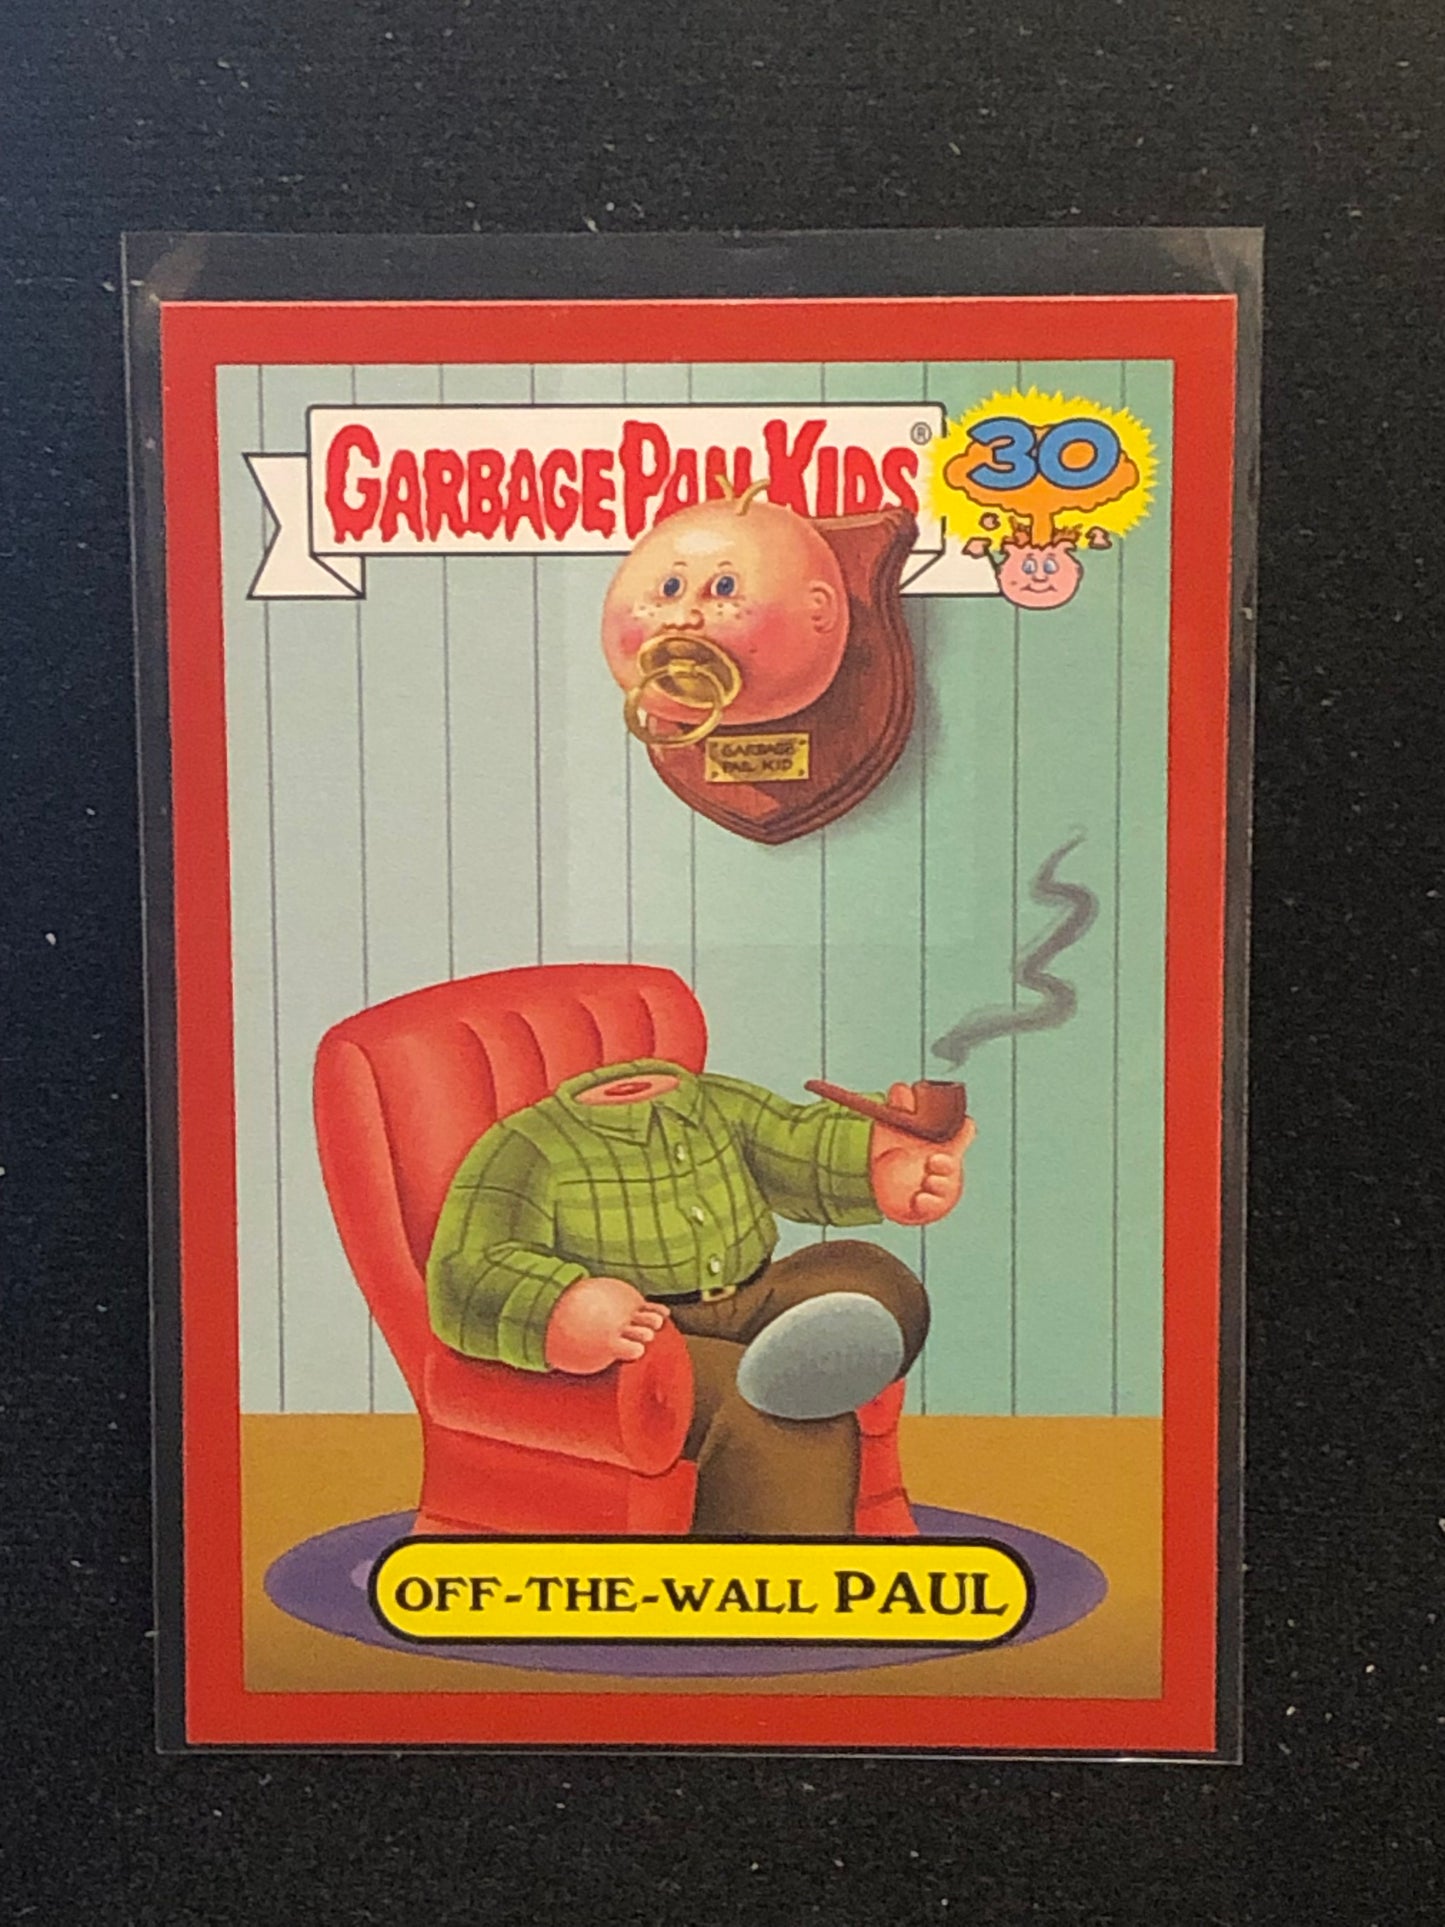 GARBAGE PAIL KIDS®
30
GARBAGE
PAIL KID
OFF-THE-WALL PAUL